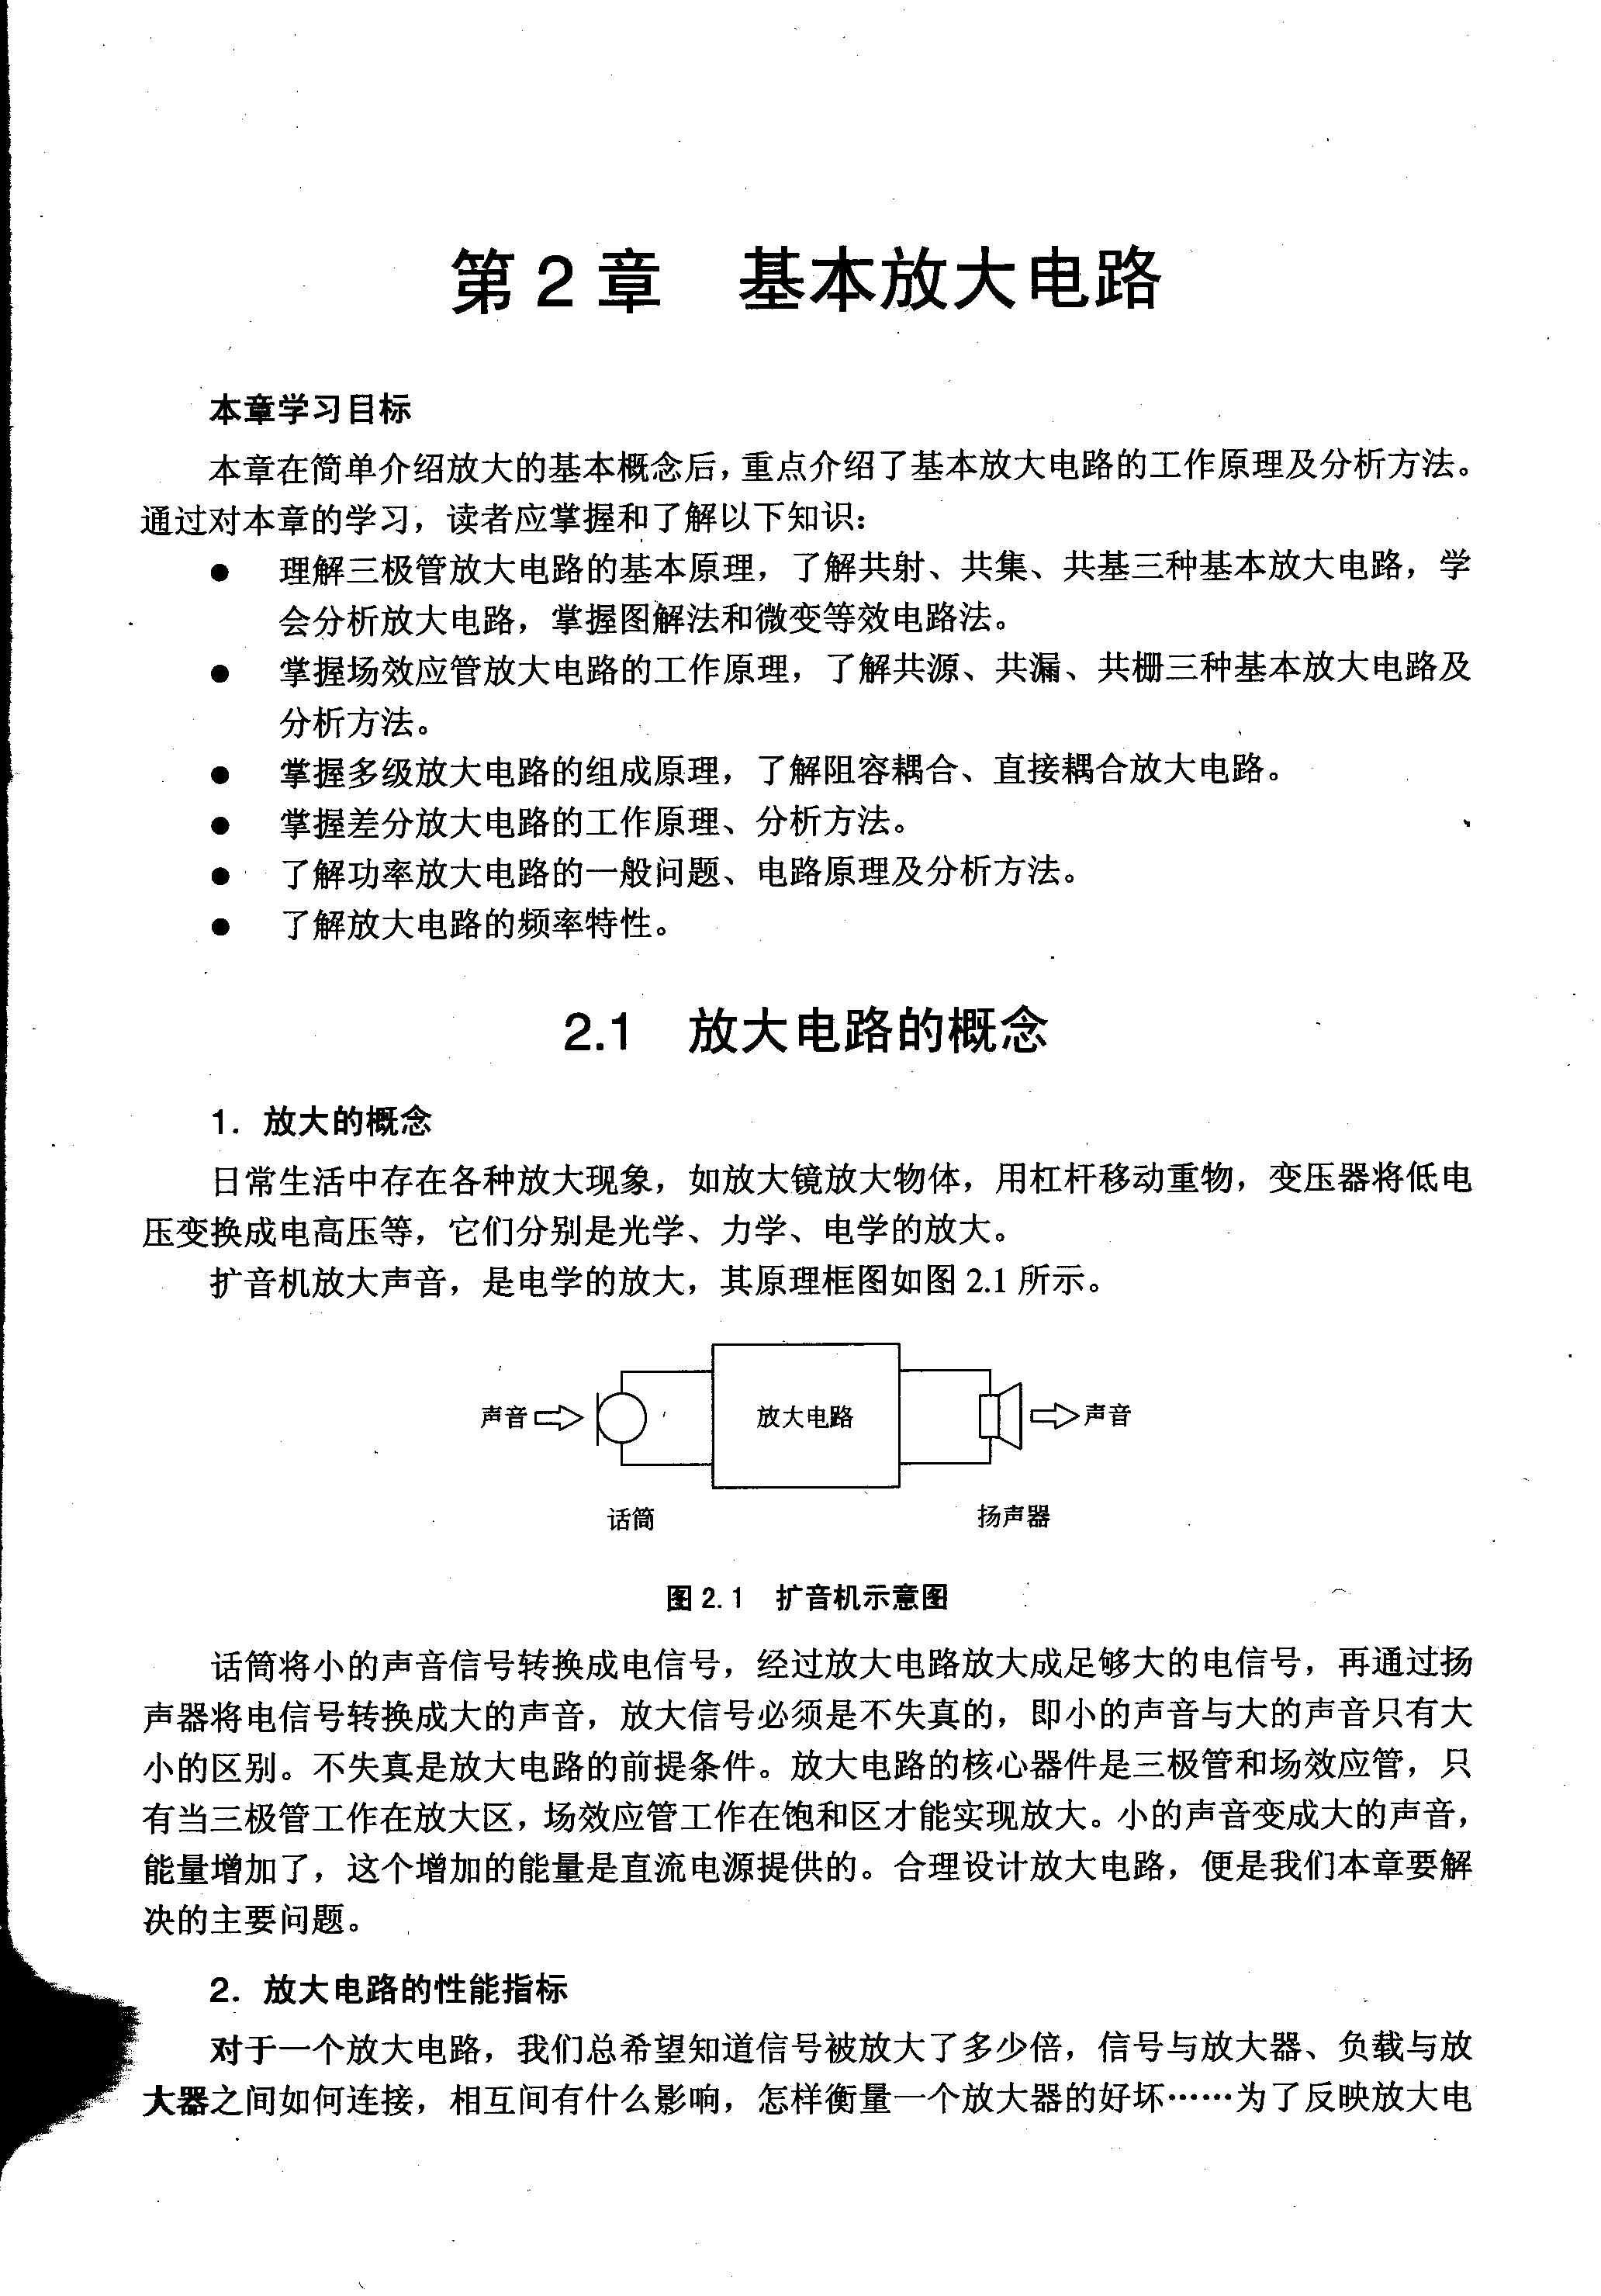 第2章　基本放大电路
本章学习目标
本章在简单介绍放大的基本概念后，重点介绍了基本放大电路的工作原理及分析方法。
通过对本章的学习，读者应掌握和了解以下知识：
● 理解三极管放大电路的基本原理，了解共射、共集、共基三种基本放大电路，学
会分析放大电路，掌握图解法和微变等效电路法。
● 掌握场效应管放大电路的工作原理，了解共源、共漏、共栅三种基本放大电路及
分析方法。
● 掌握多级放大电路的组成原理，了解阻容耦合、直接耦合放大电路。
● 掌握差分放大电路的工作原理、分析方法。
● 了解功率放大电路的一般问题、电路原理及分析方法。
● 了解放大电路的频率特性。
2.1　放大电路的概念
1．放大的概念
日常生活中存在各种放大现象，如放大镜放大物体，用杠杆移动重物，变压器将低电
压变换成电高压等，它们分别是光学、力学、电学的放大。
扩音机放大声音，是电学的放大，其原理框图如图 2.1 所示。
声音 放大电路 声音
话筒 扬声器
图 2.1　扩音机示意图
话筒将小的声音信号转换成电信号，经过放大电路放大成足够大的电信号，再通过扬
声器将电信号转换成大的声音，放大信号必须是不失真的，即小的声音与大的声音只有大
小的区别。不失真是放大电路的前提条件。放大电路的核心器件是三极管和场效应管，只
有当三极管工作在放大区，场效应管工作在饱和区才能实现放大。小的声音变成大的声音，
能量增加了，这个增加的能量是直流电源提供的。合理设计放大电路，便是我们本章要解
决的主要问题。
2．放大电路的性能指标
对于一个放大电路，我们总希望知道信号被放大了多少倍，信号与放大器、负载与放
大器之间如何连接，相互间有什么影响，怎样衡量一个放大器的好坏……为了反映放大电